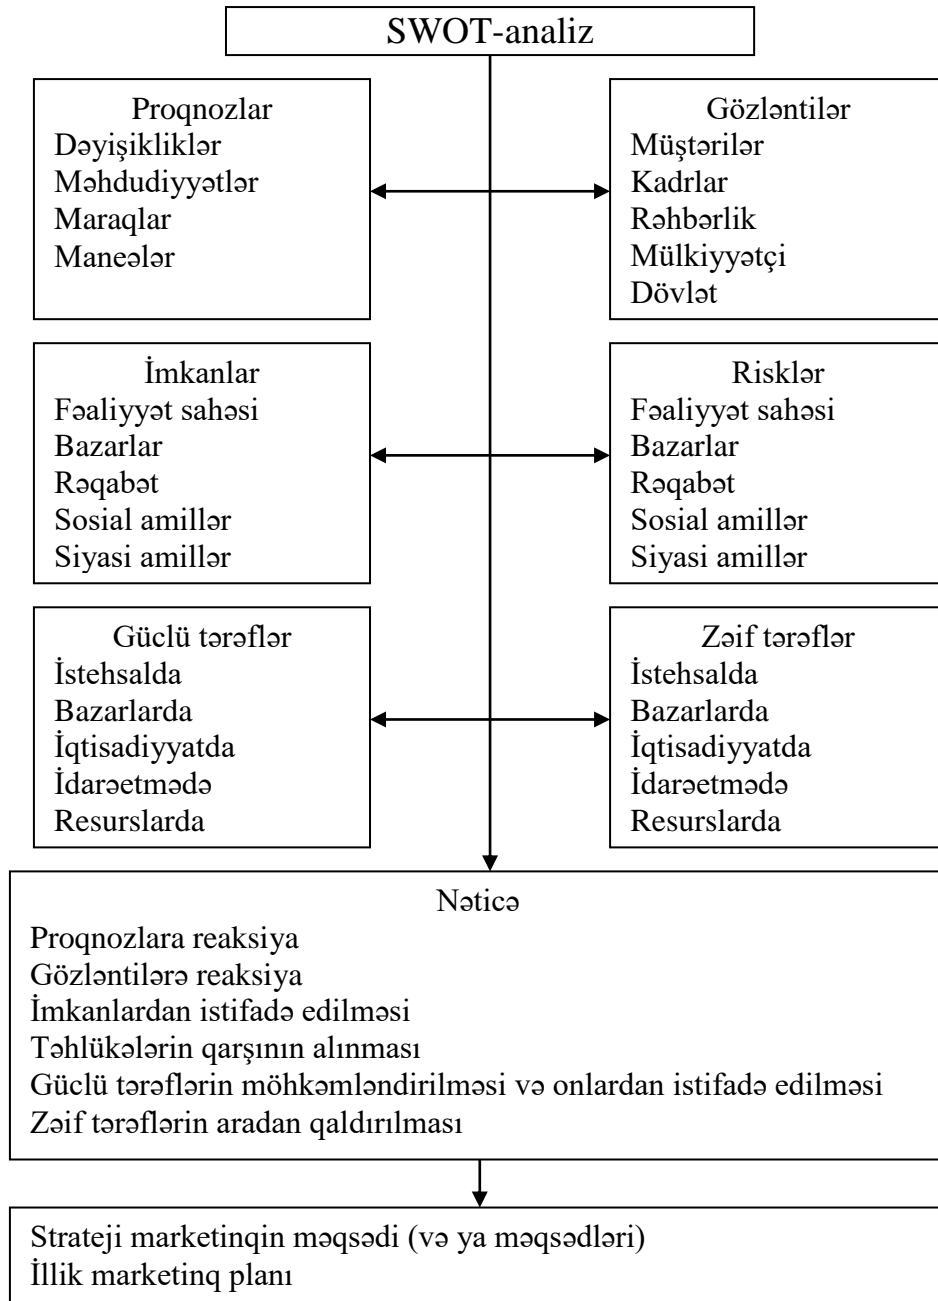 SWOT-analiz
Proqnozlar
Dəyişikliklər
Məhdudiyyətlər
Maraqlar
Maneələr
Gözləntilər
Müştərilər
Kadrlar
Rəhbərlik
Mülkiyyətçi
Dövlət
İmkanlar
Fəaliyyət sahəsi
Bazarlar
Rəqabət
Sosial amillər
Siyasi amillər
Risklər
Fəaliyyət sahəsi
Bazarlar
Rəqabət
Sosial amillər
Siyasi amillər
Güclü tərəflər
İstehsalda
Bazarlarda
İqtisadiyyatda
İdarəetmədə
Resurslarda
Zəif tərəflər
İstehsalda
Bazarlarda
İqtisadiyyatda
İdarəetmədə
Resurslarda
Nəticə
Proqnozlara reaksiya
Gözləntilərə reaksiya
İmkanlardan istifadə edilməsi
Təhlükələrin qarşının alınması
Güclü tərəflərin möhkəmləndirilməsi və onlardan istifadə edilməsi
Zəif tərəflərin aradan qaldırılması
Strateji marketinqin məqsədi (və ya məqsədləri)
İllik marketinq planı